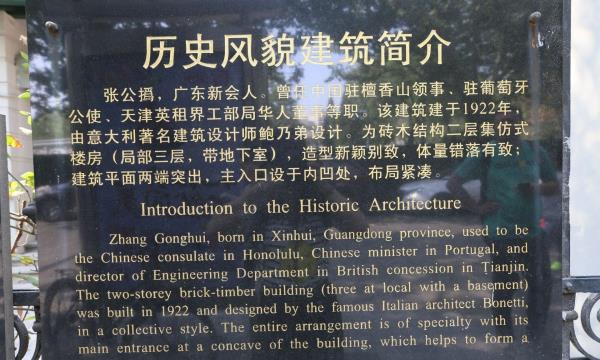 历史风貌建筑简介
张公撝，广东新会人。曾任中国驻檀香山领事、驻葡萄牙
公使、天津英租界工部局华人董事等职。该建筑建于1922年，
由意大利著名建筑设计师鲍乃弟设计。为砖木结构二层集仿式
楼房（局部三层，带地下室），造型新颖别致，体量错落有致；
建筑平面两端突出，主入口设于内凹处，布局紧凑。
Introduction to the Historic Architecture
Zhang Gonghui, born in Xinhui, Guangdong province, used to be
the Chinese consulate in Honolulu, Chinese minister in Portugal, and
director of Engineering Department in British concession in Tianjin.
The two-storey brick-timber building (three at local with a basement)
was built in 1922 and designed by the famous Italian architect Bonetti,
in a collective style. The entire arrangement is of specialty with its
main entrance at a concave of the building, which helps to form a